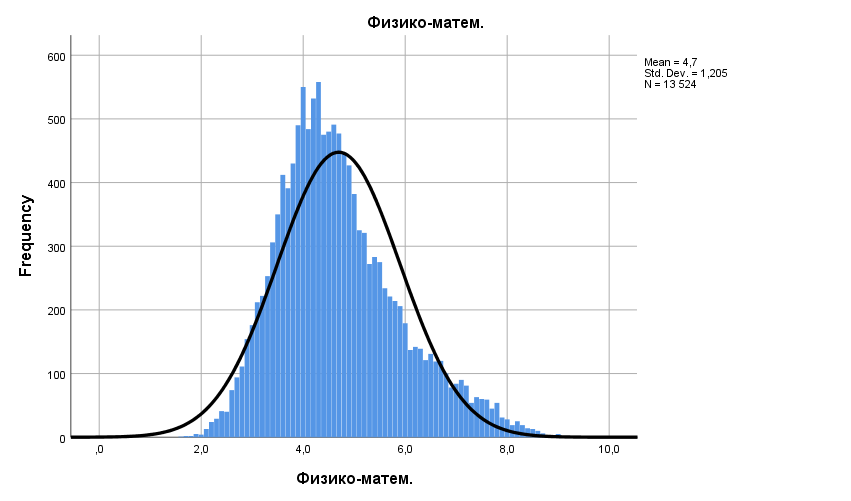 Физико-матем.
Mean = 4,7
Std. Dev. = 1,205
N = 13 524
600
500
400
300
200
100
0
Frequency
,0
2,0
4,0
6,0
8,0
10,0
Физико-матем.